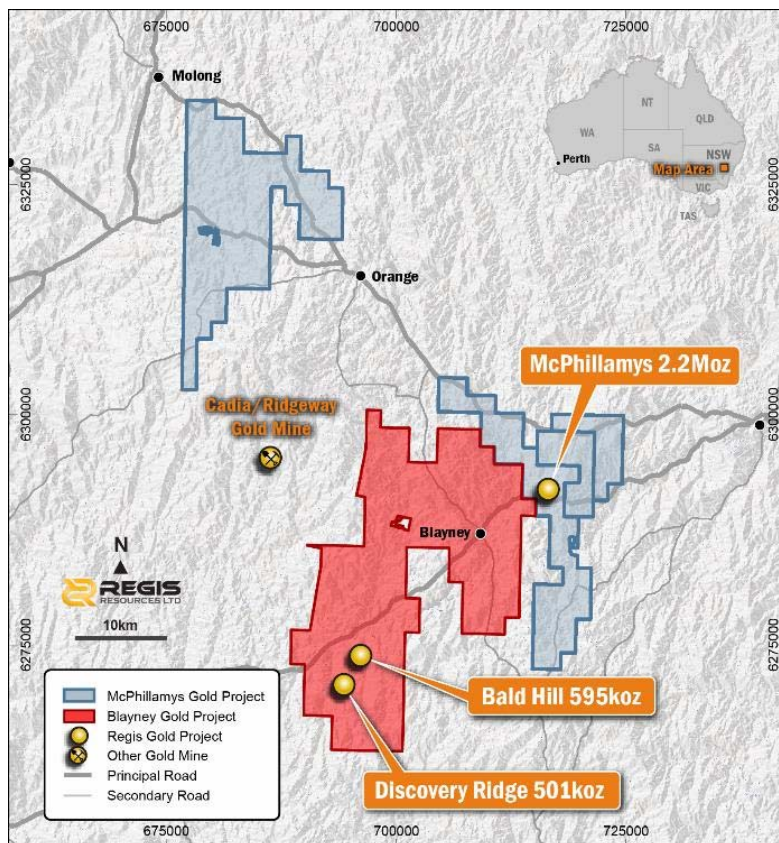 675000
700000
725000
Molong
NT
QLD
WA
SA
NSW
Perth
Map Area
VIC
TAS
6325000
6325000
Orange
McPhillamys 2.2Moz
Cadia/Ridgeway
Gold Mine
6300000
6300000
Blayney
N
REGIS
RESOURCES LTD
10km
6275000
6275000
McPhillamys Gold Project
Blayney Gold Project
Regis Gold Project
Other Gold Mine
Principal Road
Secondary Road
Bald Hill 595koz
Discovery Ridge 501koz
675000
700000
725000